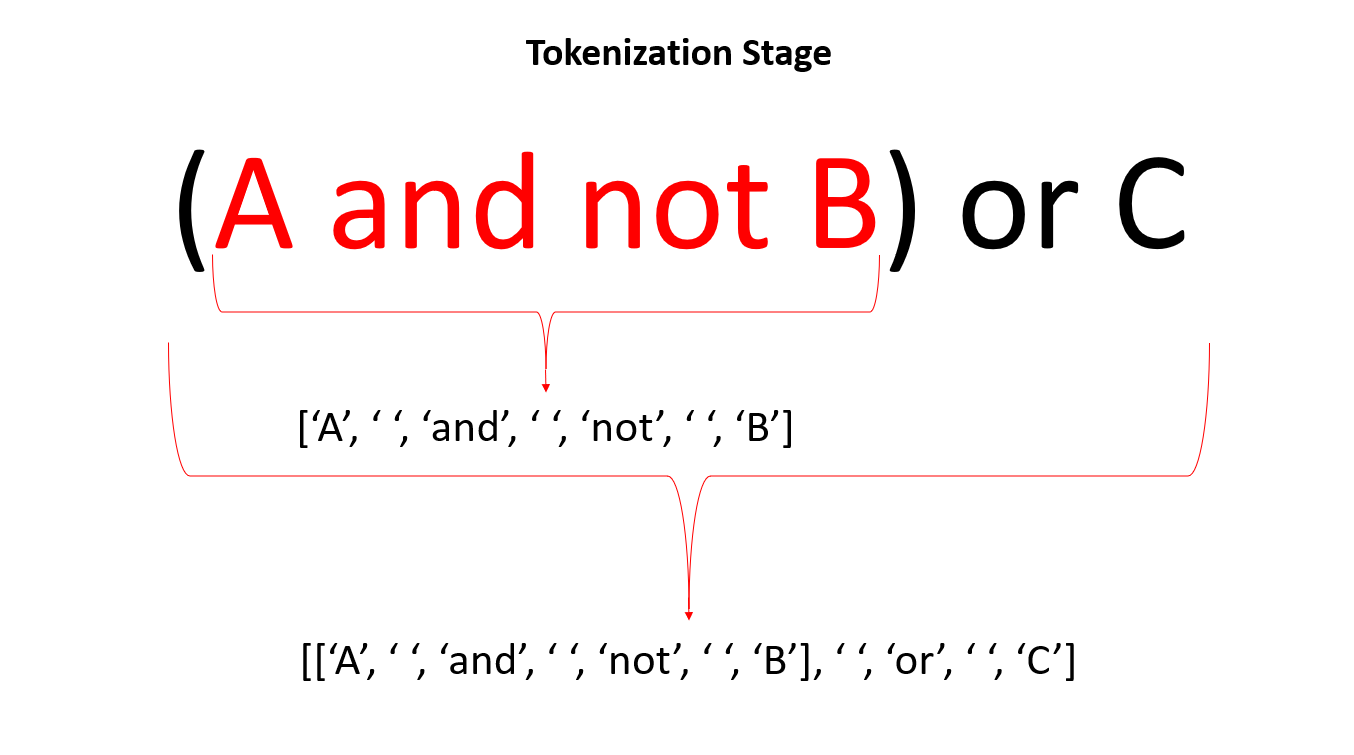 Tokenization Stage
(A and not B) or C
[‘A’, ‘ ‘, ‘and’, ‘ ‘, ‘not’, ‘ ‘, ‘B’]
[[‘A’, ‘ ‘, ‘and’, ‘ ‘, ‘not’, ‘ ‘, ‘B’], ‘ ‘, ‘or’, ‘ ‘, ‘C’]